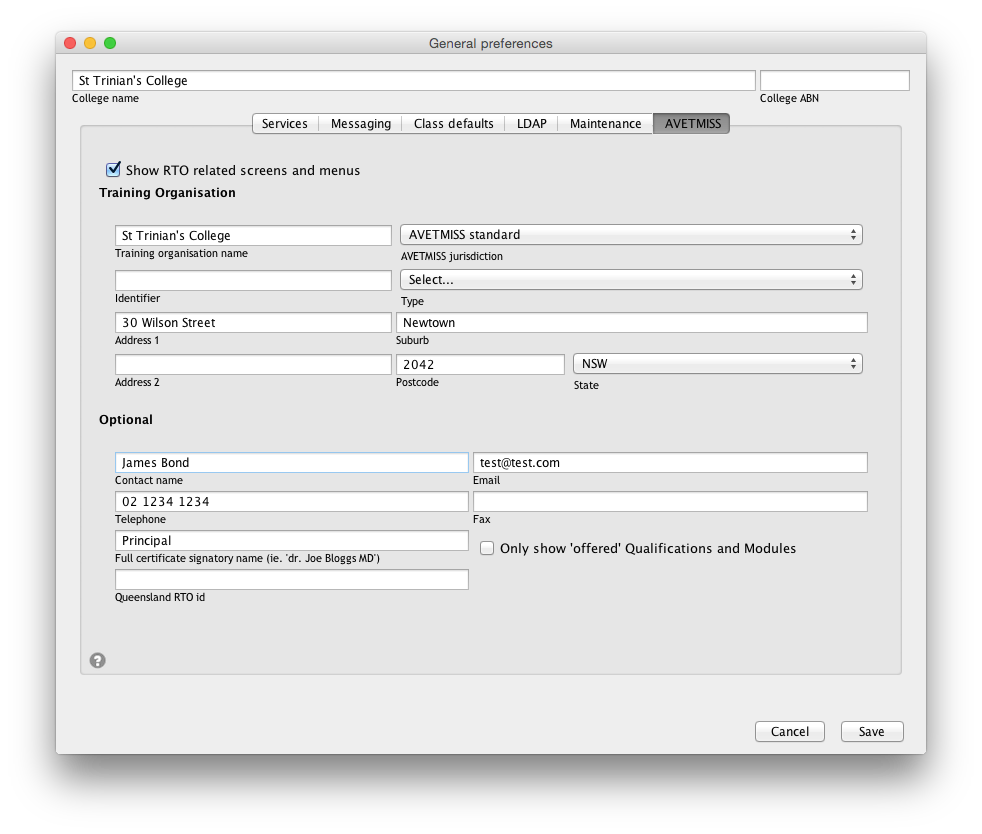 General preferences
St Trinian's College
College name College ABN
Services Messaging Class defaults LDAP Maintenance AVETMISS
Show RTO related screens and menus
Training Organisation
St Trinian's College AVETMISS standard
Training organisation name AVETMISS jurisdiction
Select...
Identifier Type
30 Wilson Street Newtown
Address 1 Suburb
2042 NSW
Address 2 Postcode State
Optional
James Bond test@test.com
Contact name Email
02 1234 1234
Telephone Fax
Principal
Only show 'offered' Qualifications and Modules
Full certificate signatory name (ie. 'dr. Joe Bloggs MD')
Queensland RTO id
?
Cancel Save